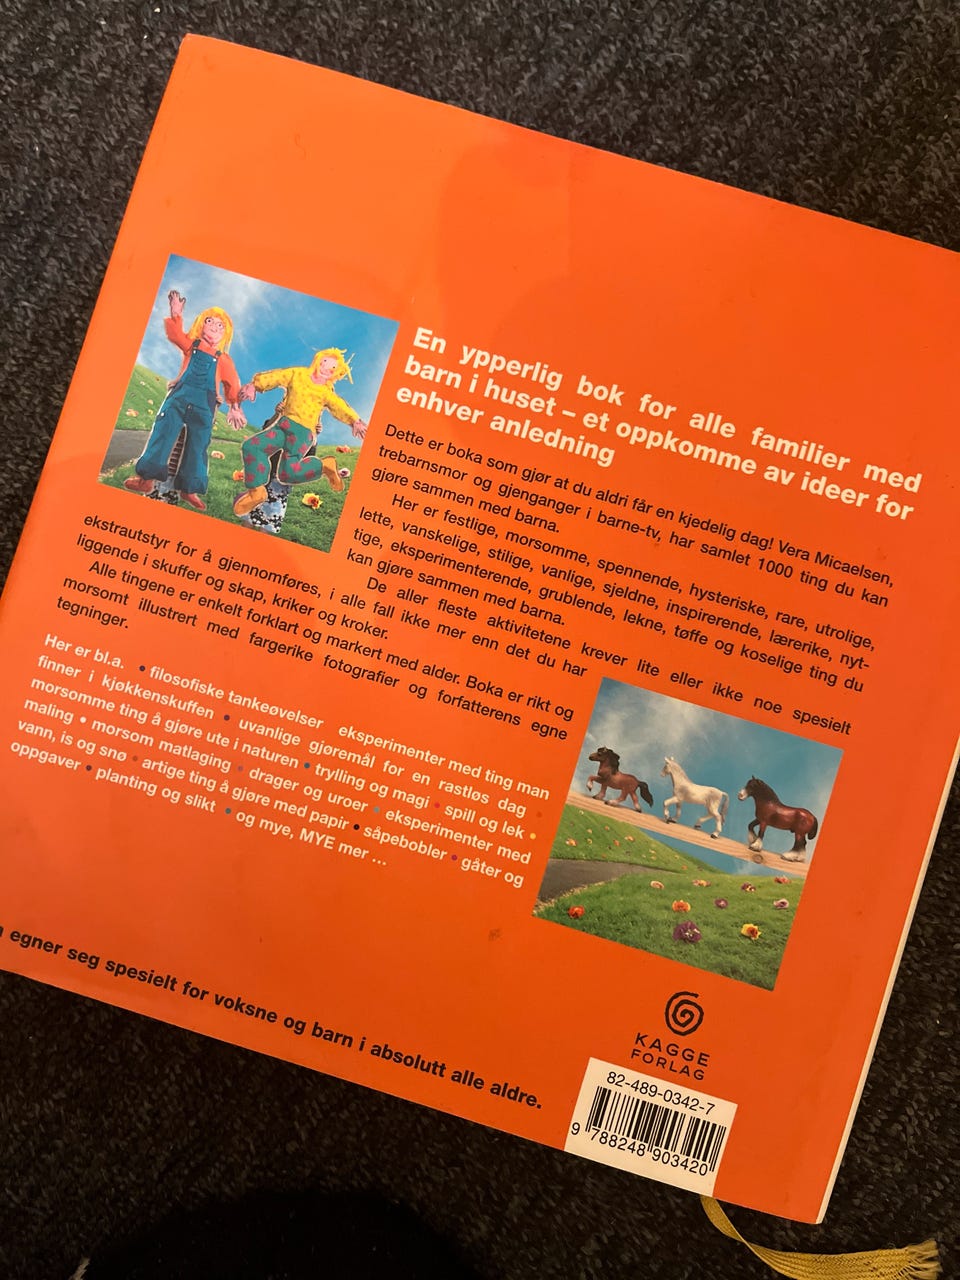 En ypperlig bok for alle familier med
barn i huset – et oppkomme av ideer for
enhver anledning
Dette er boka som gjør at du aldri får en kjedelig dag! Vera Micaelsen,
trebarnsmor og gjenganger i barne-tv, har samlet 1000 ting du kan
gjøre sammen med barna.
Her er festlige, morsomme, spennende, hysteriske, rare, utrolige,
lette, vanskelige, stilige, vanlige, sjeldne, inspirerende, lærerike, nyt-
tige, eksperimenterende, grublende, lekne, tøffe og koselige ting du
kan gjøre sammen med barna.
De aller fleste aktivitetene krever lite eller ikke noe spesielt
ekstrautstyr for å gjennomføres, i alle fall ikke mer enn det du har
liggende i skuffer og skap, kriker og kroker.
Alle tingene er enkelt forklart og markert med alder. Boka er rikt og
morsomt illustrert med fargerike fotografier og forfatterens egne
tegninger.
Her er bl.a. • filosofiske tankeøvelser eksperimenter med ting man
finner i kjøkkenskuffen • uvanlige gjøremål for en rastløs dag •
morsomme ting å gjøre ute i naturen • trylling og magi • spill og lek •
maling • morsom matlaging • drager og uroer • eksperimenter med
vann, is og snø • artige ting å gjøre med papir • såpebobler • gåter og
oppgaver • planting og slikt • og mye, MYE mer ...
egner seg spesielt for voksne og barn i absolutt alle aldre.
KAGGE
FORLAG
82-489-0342-7
9 788248 903420